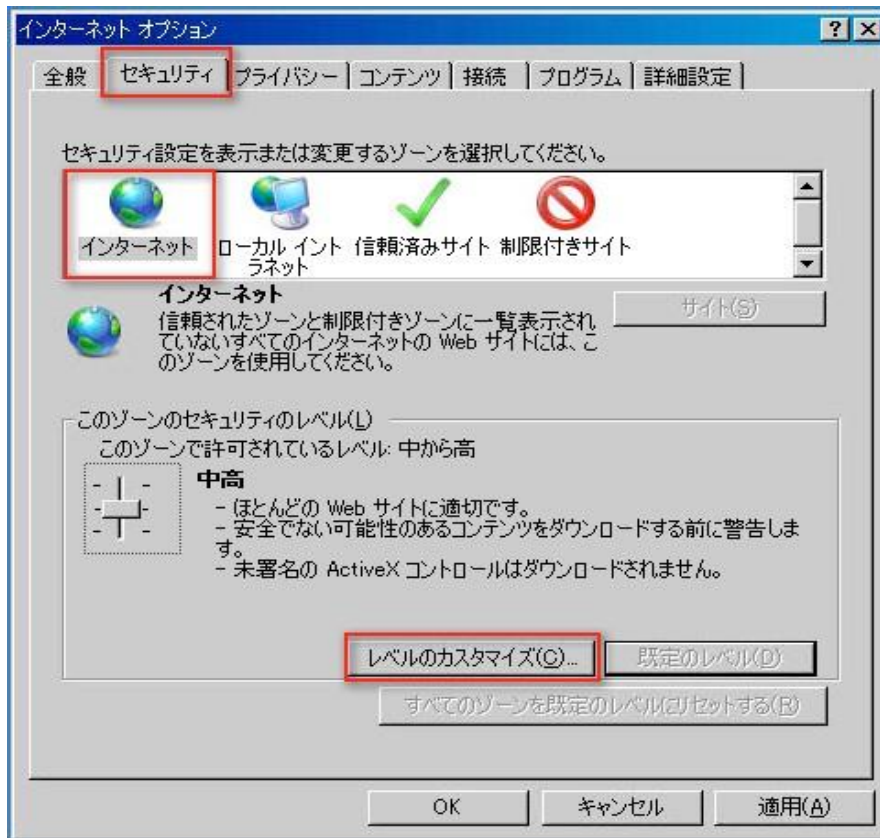 インターネット オプション
全般 セキュリティ プライバシー コンテンツ 接続 プログラム 詳細設定
セキュリティ設定を表示または変更するゾーンを選択してください。
インターネット ローカル イント 信頼済みサイト 制限付きサイト
ラネット
インターネット
サイト(S)
信頼されたゾーンと制限付きゾーンに一覧表示され
ていないすべてのインターネットの Web サイトには、こ
のゾーンを使用してください。
このゾーンのセキュリティのレベル(L)
このゾーンで許可されているレベル: 中から高
中高
- ほとんどの Web サイトに適切です。
- 安全でない可能性のあるコンテンツをダウンロードする前に警告しま
す。
- 未署名の ActiveX コントロールはダウンロードされません。
レベルのカスタマイズ(C)... 既定のレベル(D)
すべてのゾーンを既定のレベルにリセットする(R)
OK キャンセル 適用(A)